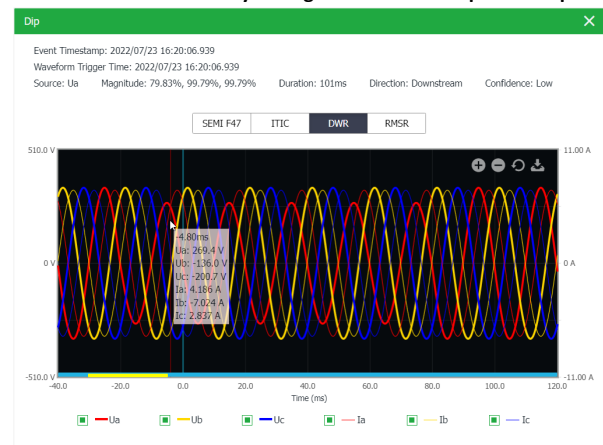 Dip
Event Timestamp: 2022/07/23 16:20:06.939
Waveform Trigger Time: 2022/07/23 16:20:06.939
Source: Ua Magnitude: 79.83%, 99.79%, 99.79% Duration: 101ms Direction: Downstream Confidence: Low
SEMI F47 ITIC DWR RMSR
510.0 V 11.00 A
-4.80ms
Ua: 269.4 V
Ub: -136.0 V
Uc: -200.7 V
0 V 0 A
Ia: 4.186 A
Ib: -7.024 A
Ic: 2.837 A
-510.0 V -11.00 A
-40.0 -20.0 0.0 20.0 40.0 60.0 80.0 100.0 120.0
Time (ms)
Ua Ub Uc Ia Ib Ic